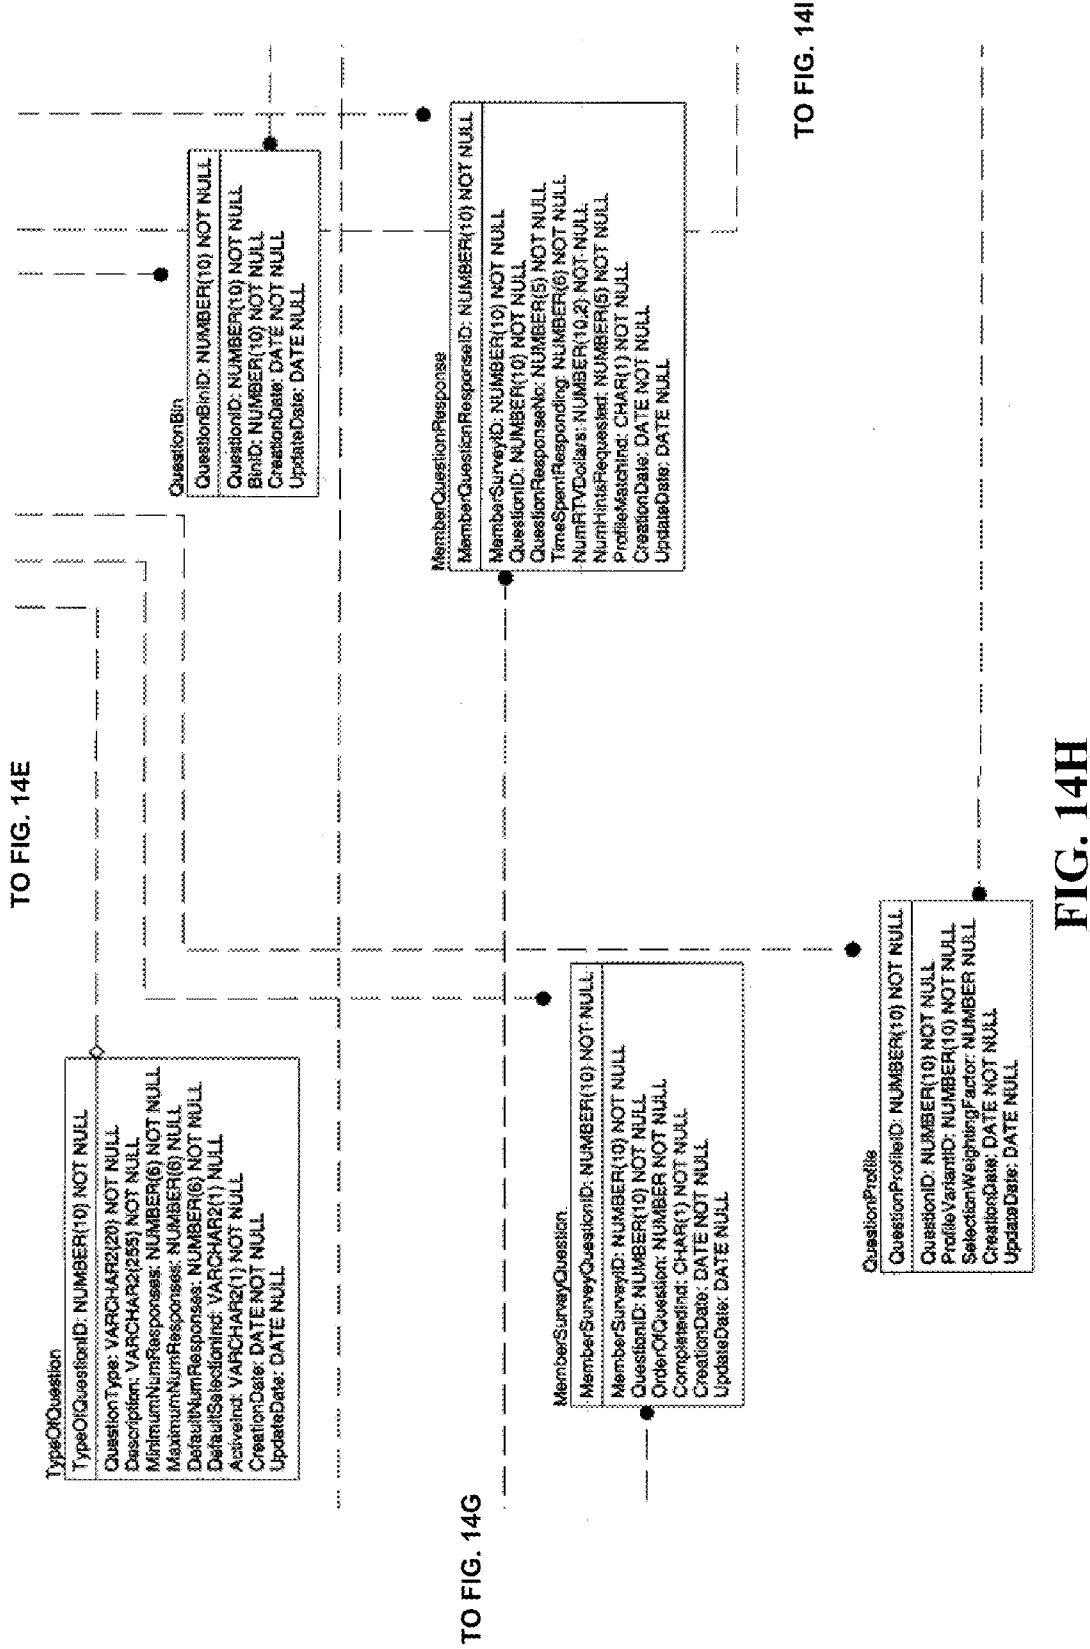 TO FIG. 14E
TypeOfQuestion
TypeOfQuestionID: NUMBER(10) NOT NULL
QuestionType: VARCHAR2(20) NOT NULL
Description: VARCHAR2(255) NOT NULL
MinimumNumResponses: NUMBER(6) NOT NULL
MaximumNumResponses: NUMBER(6) NULL
DefaultNumResponses: NUMBER(6) NOT NULL
DefaultSelectionInd: VARCHAR2(1) NULL
ActiveInd: VARCHAR2(1) NOT NULL
CreationDate: DATE NOT NULL
UpdateDate: DATE NULL
QuestionBin
QuestionBinID: NUMBER(10) NOT NULL
QuestionID: NUMBER(10) NOT NULL
BinID: NUMBER(10) NOT NULL
CreationDate: DATE NOT NULL
UpdateDate: DATE NULL
TO FIG. 14G
MemberQuestionResponse
MemberQuestionResponseID: NUMBER(10) NOT NULL
MemberSurveyID: NUMBER(10) NOT NULL
QuestionID: NUMBER(10) NOT NULL
QuestionResponseNo: NUMBER(5) NOT NULL
TimeSpentResponding: NUMBER(6) NOT NULL
NumRTVDollars: NUMBER(10,2) NOT NULL
NumHintsRequested: NUMBER(5) NOT NULL
ProfileMatchInd: CHAR(1) NOT NULL
CreationDate: DATE NOT NULL
UpdateDate: DATE NULL
MemberSurveyQuestion
MemberSurveyQuestionID: NUMBER(10) NOT NULL
MemberSurveyID: NUMBER(10) NOT NULL
QuestionID: NUMBER(10) NOT NULL
OrderOfQuestion: NUMBER NOT NULL
CompletedInd: CHAR(1) NOT NULL
CreationDate: DATE NOT NULL
UpdateDate: DATE NULL
TO FIG. 14I
QuestionProfile
QuestionProfileID: NUMBER(10) NOT NULL
QuestionID: NUMBER(10) NOT NULL
ProfileVariantID: NUMBER(10) NOT NULL
SelectionWeightingFactor: NUMBER NULL
CreationDate: DATE NOT NULL
UpdateDate: DATE NULL
FIG. 14H